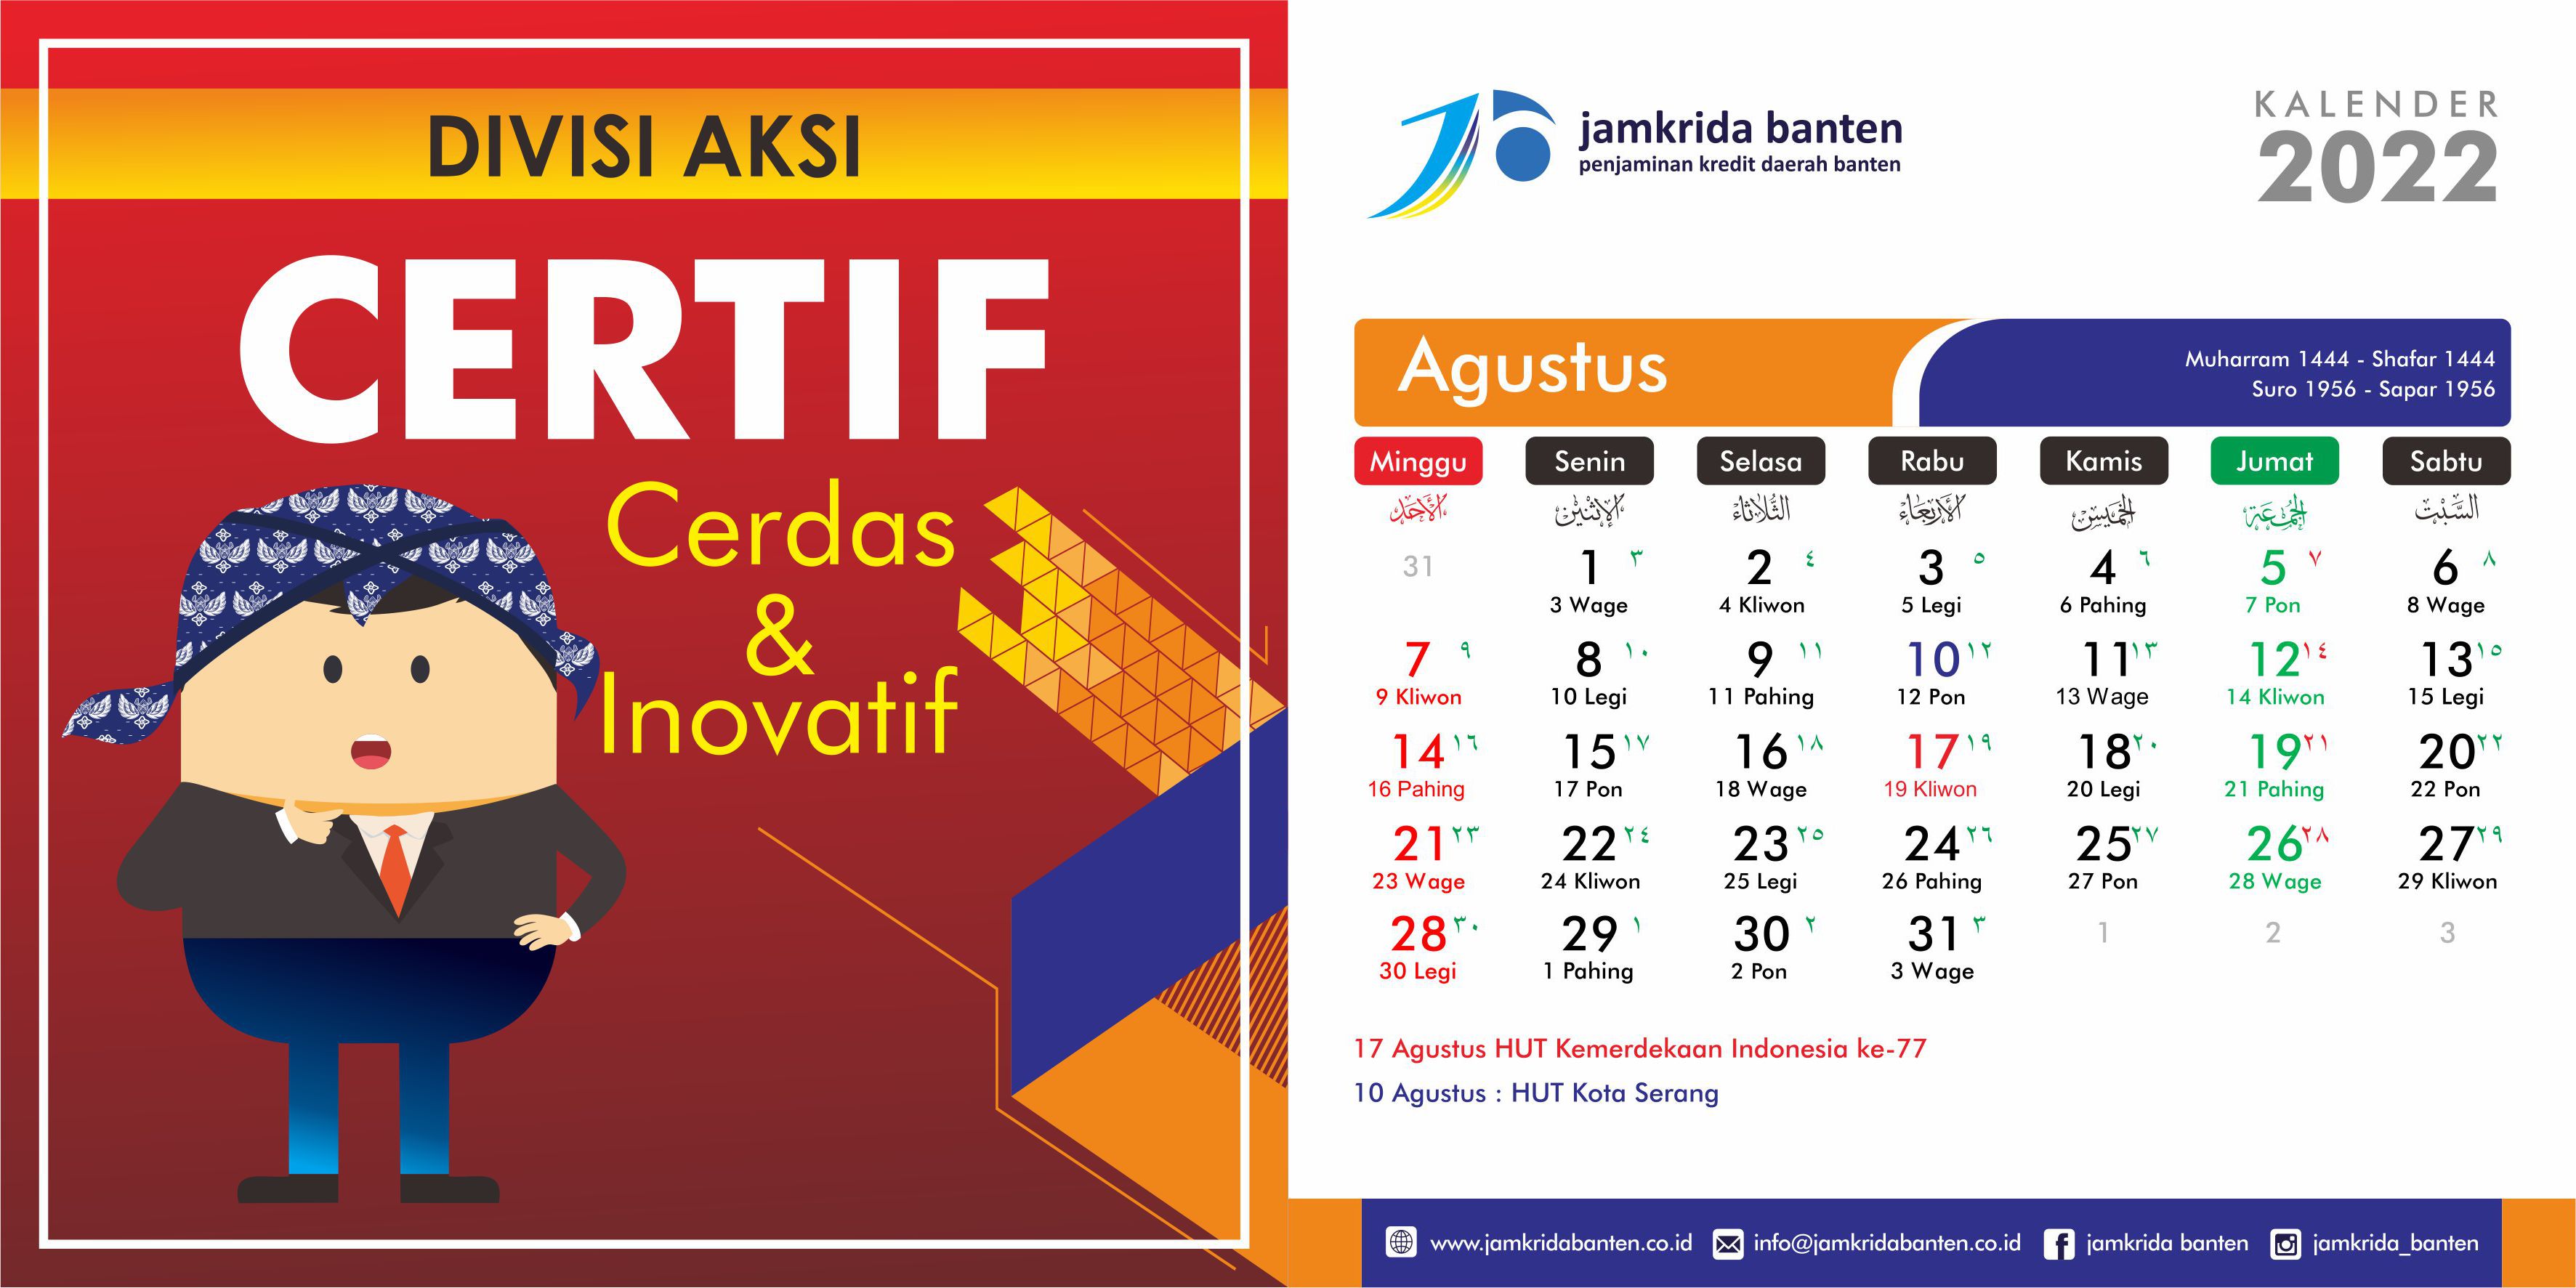 DIVISI AKSI
CERTIF
Cerdas
&
Inovatif
jamkrida banten
penjaminan kredit daerah banten
KALENDER
2022
Agustus
Muharram 1444 - Shafar 1444
Suro 1956 - Sapar 1956
Minggu Senin Selasa Rabu Kamis Jumat Sabtu
الأحد الإثنين الثلاثاء الأربعاء الخميس الجمعة السبت
31 1 ٣ 2 ٤ 3 ٥ 4 ٦ 5 ٧ 6 ٨
3 Wage 4 Kliwon 5 Legi 6 Pahing 7 Pon 8 Wage
7 ٩ 8 ١٠ 9 ١١ 10 ١٢ 11 ١٣ 12 ١٤ 13 ١٥
9 Kliwon 10 Legi 11 Pahing 12 Pon 13 Wage 14 Kliwon 15 Legi
14 ١٦ 15 ١٧ 16 ١٨ 17 ١٩ 18 ٢٠ 19 ٢١ 20 ٢٢
16 Pahing 17 Pon 18 Wage 19 Kliwon 20 Legi 21 Pahing 22 Pon
21 ٢٣ 22 ٢٤ 23 ٢٥ 24 ٢٦ 25 ٢٧ 26 ٢٨ 27 ٢٩
23 Wage 24 Kliwon 25 Legi 26 Pahing 27 Pon 28 Wage 29 Kliwon
28 ٣٠ 29 ١ 30 ٢ 31 ٣ 1 2 3
30 Legi 1 Pahing 2 Pon 3 Wage
17 Agustus HUT Kemerdekaan Indonesia ke-77
10 Agustus : HUT Kota Serang
www.jamkridabanten.co.id info@jamkridabanten.co.id jamkrida banten jamkrida_banten